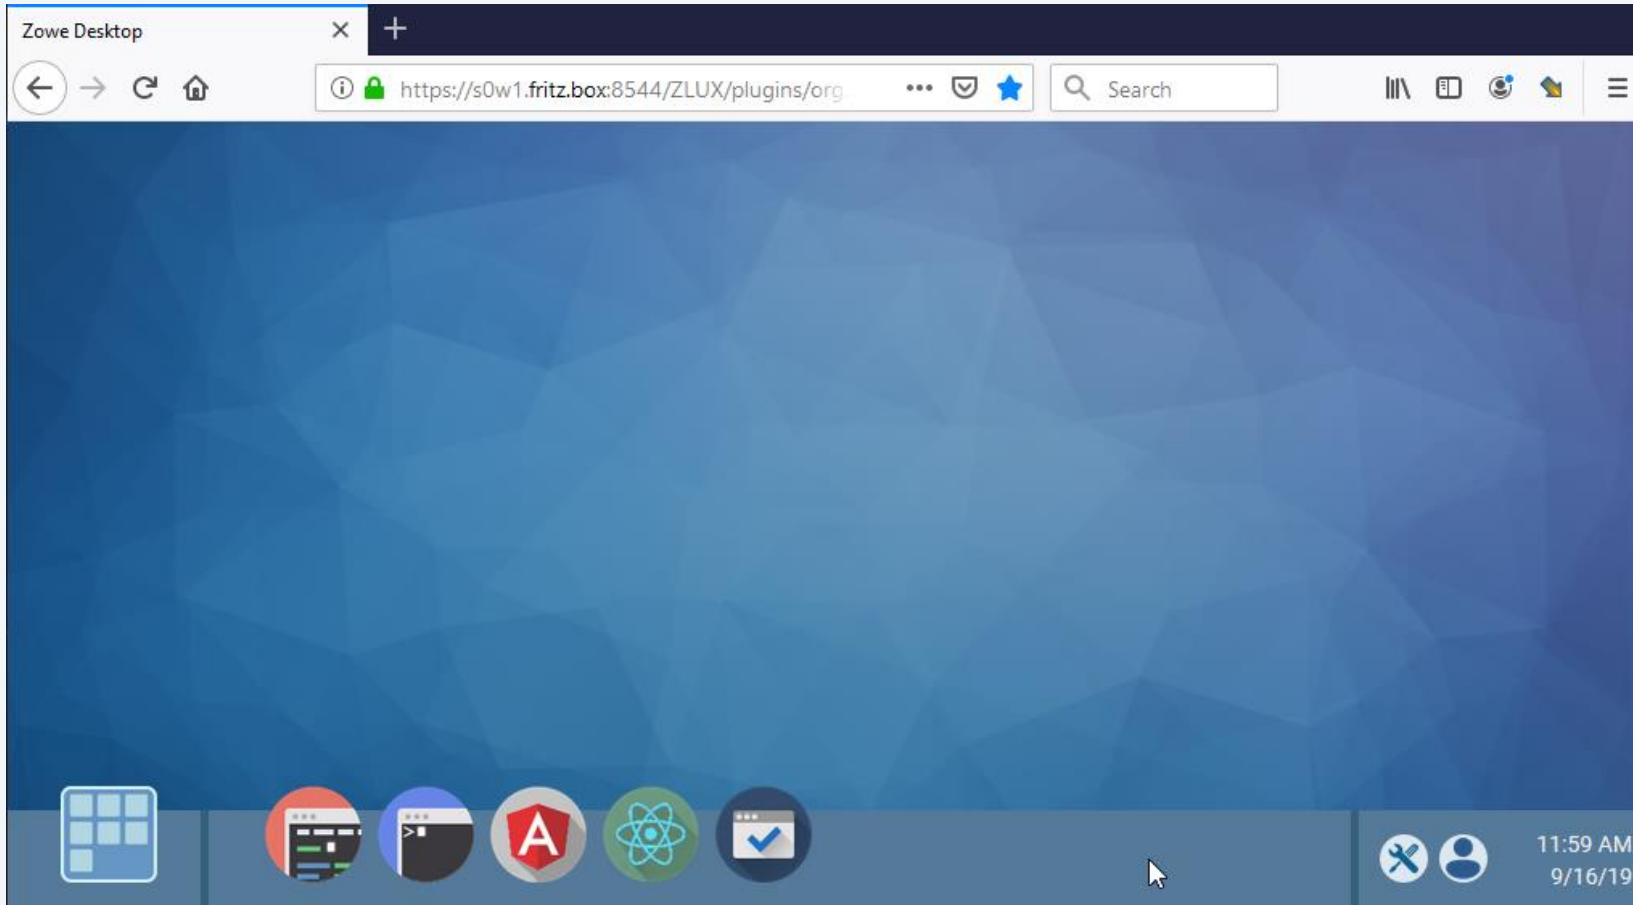 Zowe Desktop
https://s0w1.fritz.box:8544/ZLUX/plugins/org
Search
A
>
11:59 AM
9/16/19